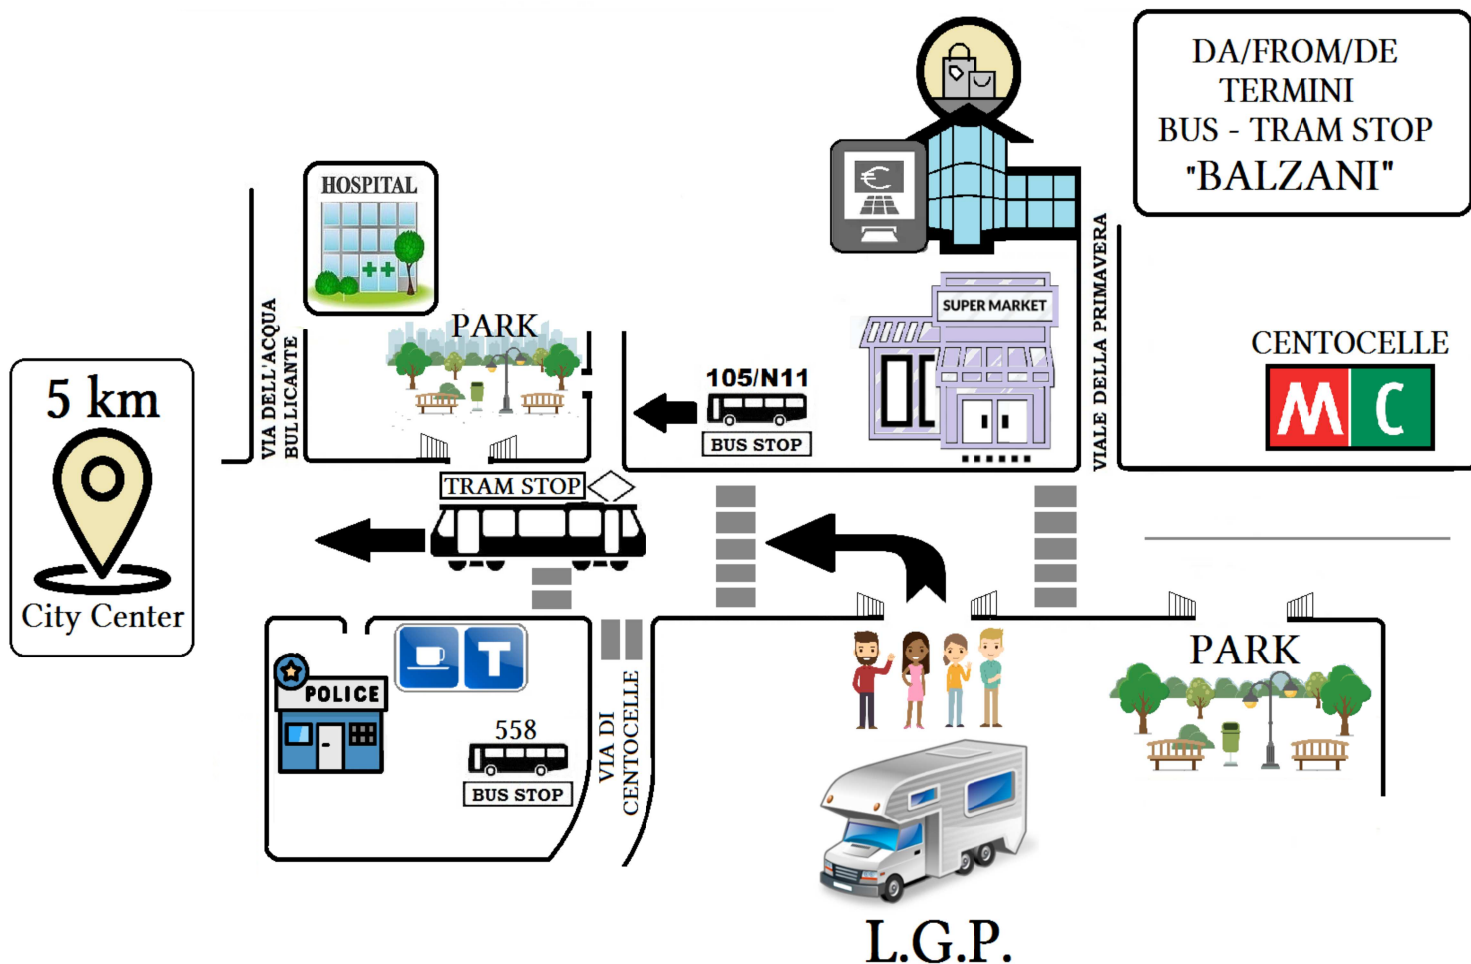 DA/FROM/DE
TERMINI
BUS - TRAM STOP
"BALZANI"
HOSPITAL
€
VIALE DELLA PRIMAVERA
SUPER MARKET
VIA DELL'ACQUA
BULLICANTE
PARK
CENTOCELLE
M C
5 km
City Center
105/N11
BUS STOP
TRAM STOP
T
POLICE
558
BUS STOP
VIA DI
CENTOCELLE
PARK
L.G.P.